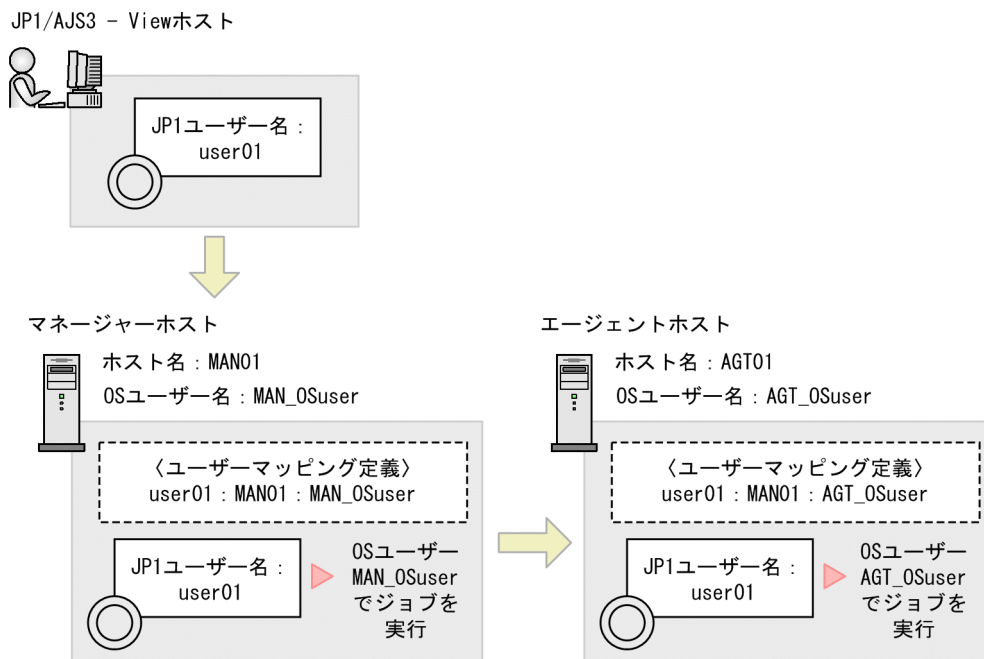 JP1/AJS3 - Viewホスト
JP1ユーザー名：
user01
マネージャーホスト
ホスト名：MAN01
OSユーザー名：MAN_OSuser
〈ユーザーマッピング定義〉
user01：MAN01：MAN_OSuser
JP1ユーザー名：
user01
OSユーザー
MAN_OSuser
でジョブを
実行
エージェントホスト
ホスト名：AGT01
OSユーザー名：AGT_OSuser
〈ユーザーマッピング定義〉
user01：MAN01：AGT_OSuser
JP1ユーザー名：
user01
OSユーザー
AGT_OSuser
でジョブを
実行